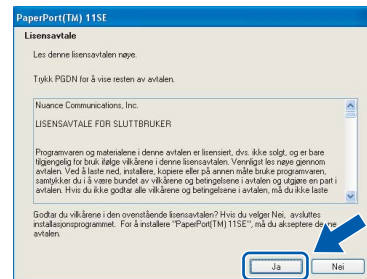 PaperPort(TM) 11SE
Lisensavtale
Les denne lisensavtalen nøye.
Trykk PGDN for å vise resten av avtalen.
Nuance Communications, Inc.
LISENSAVTALE FOR SLUTTBRUKER
Programvaren og materialene i denne avtalen er lisensiert, dvs. ikke solgt, og er bare
tilgjengelig for bruk ifølge vilkårene i denne lisensavtalen. Vennligst les nøye gjennom
avtalen. Ved å laste ned, installere, kopiere eller på annen måte bruke programvaren,
samtykker du i å være bundet av vilkårene og betingelsene i avtalen og utgjøre en part i
avtalen. Hvis du ikke godtar alle vilkårene og betingelsene i avtalen, må du ikke laste
Godtar du vilkårene i den ovenstående lisensavtalen? Hvis du velger Nei, avsluttes
installasjonsprogrammet. For å installere "PaperPort(TM) 11SE", må du akseptere denne
avtalen.
Ja
Nei